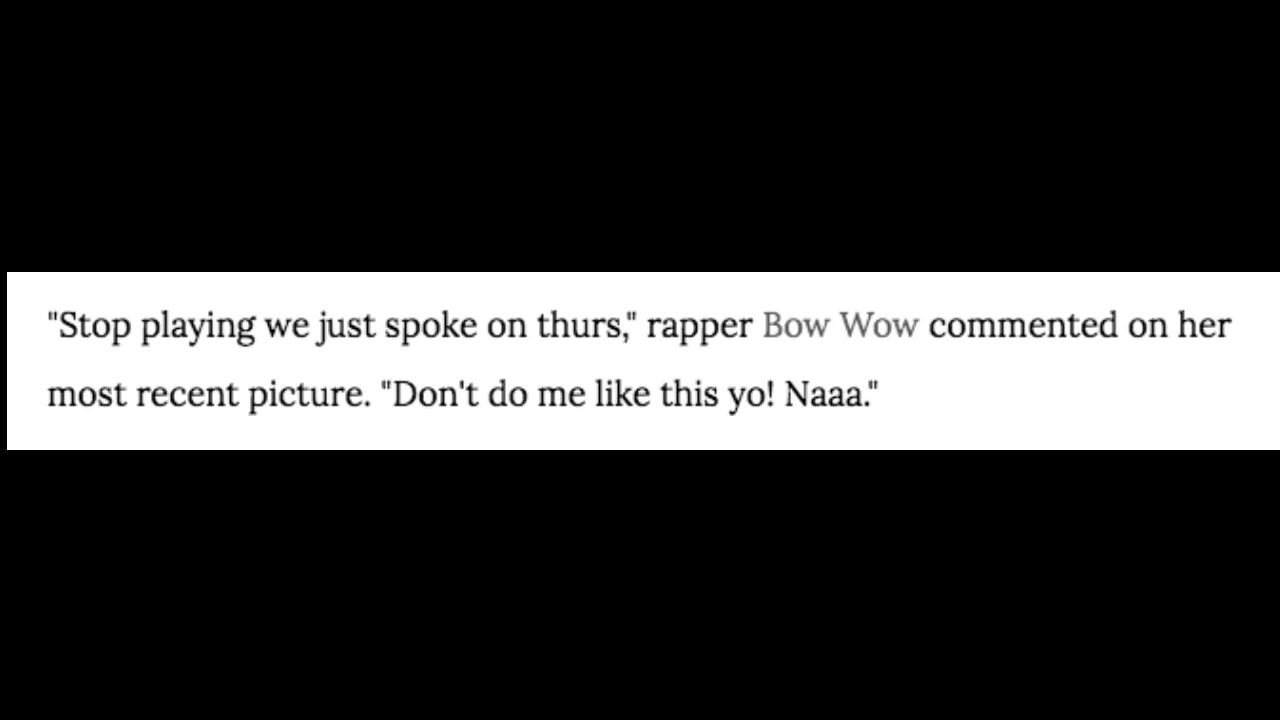 "Stop playing we just spoke on thurs," rapper Bow Wow commented on her
most recent picture. "Don't do me like this yo! Naaa."